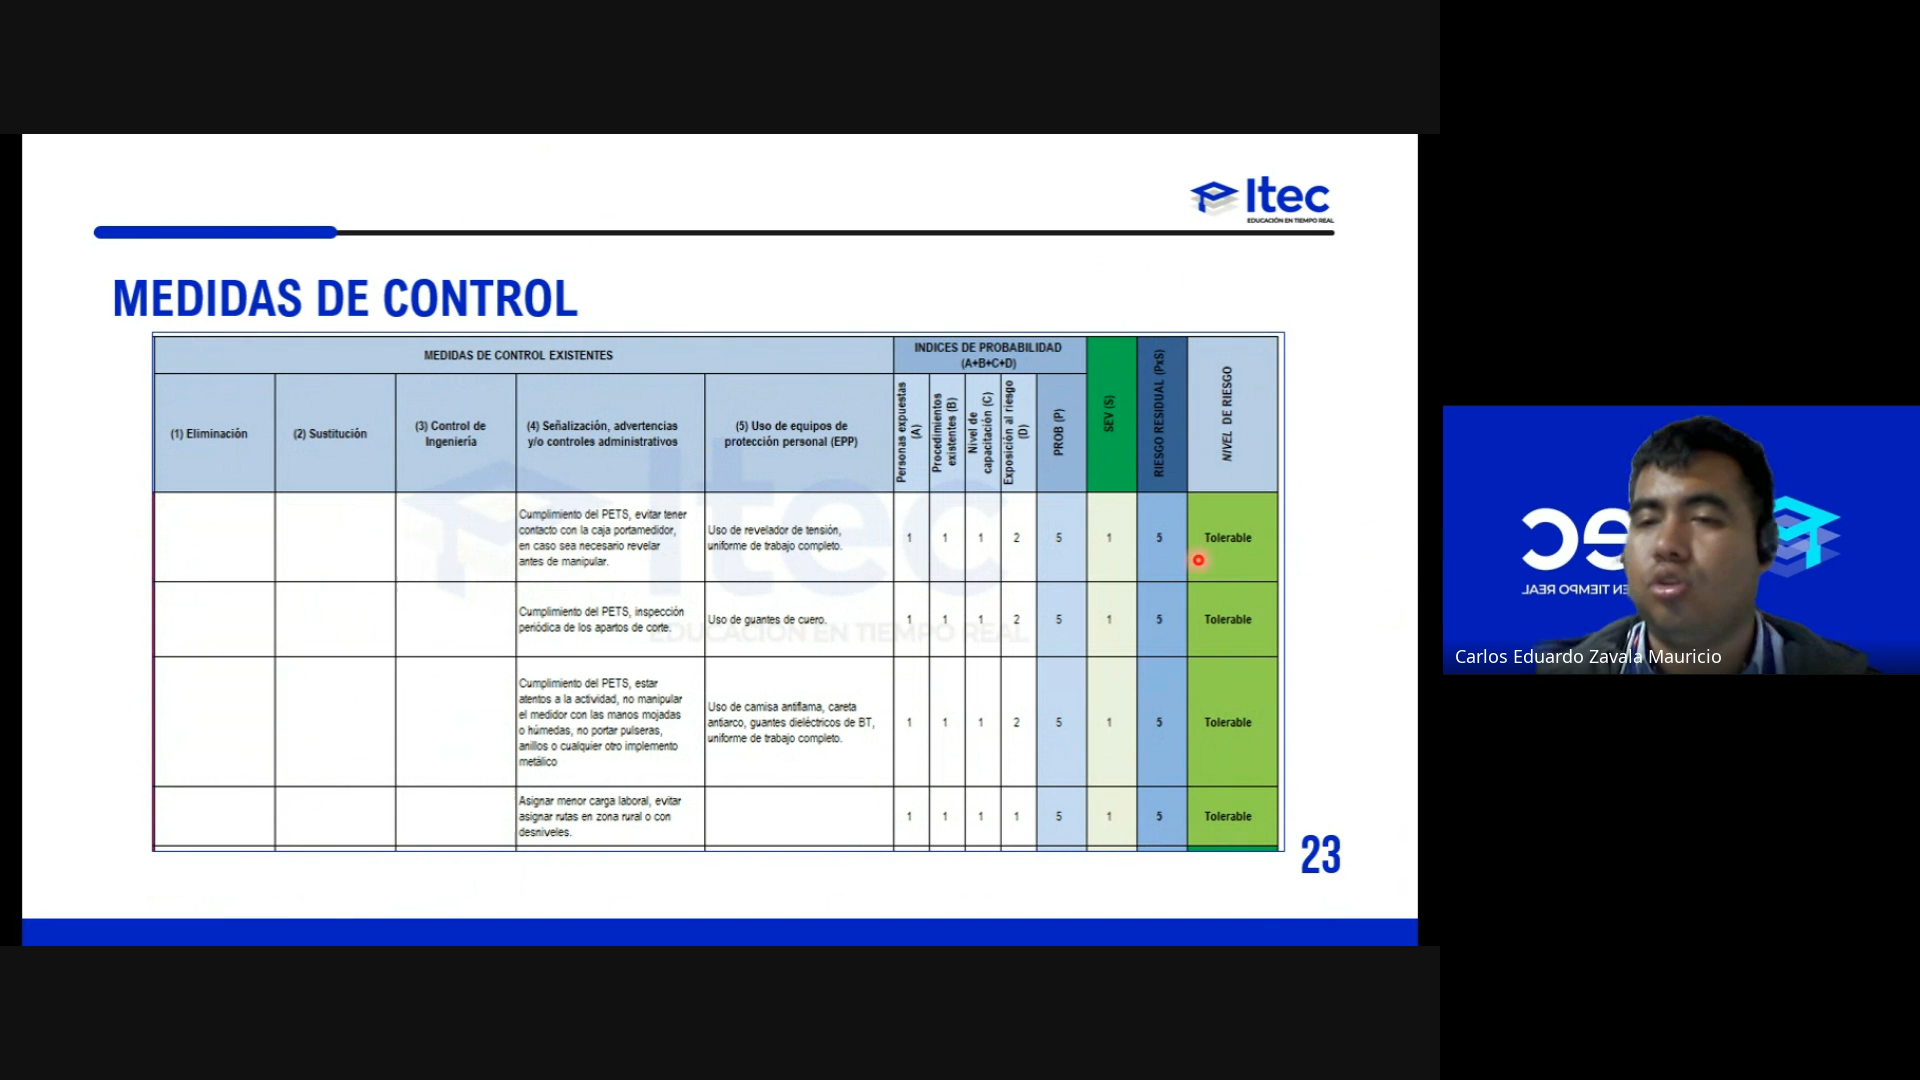 Itec
EDUCACIÓN EN TIEMPO REAL
MEDIDAS DE CONTROL
MEDIDAS DE CONTROL EXISTENTES
INDICES DE PROBABILIDAD
(A+B+C+D)
SEV (S)
RIESGO RESIDUAL (PxS)
NIVEL DE RIESGO
(1) Eliminación
(2) Sustitución
(3) Control de
Ingeniería
(4) Señalización, advertencias
y/o controles administrativos
(5) Uso de equipos de
protección personal (EPP)
Personas expuestas
(A)
Procedimientos
existentes (B)
Nivel de
capacitación (C)
Exposición al riesgo
(D)
PROB (P)
Cumplimiento del PETS, evitar tener
contacto con la caja portamedidor,
en caso sea necesario revelar
antes de manipular.
Uso de revelador de tensión,
uniforme de trabajo completo.
1 1 1 2 5 1 5 Tolerable
Cumplimiento del PETS, inspección
periódica de los apartos de corte.
Uso de guantes de cuero.
1 1 1 2 5 1 5 Tolerable
Cumplimiento del PETS, estar
atentos a la actividad, no manipular
el medidor con las manos mojadas
o húmedas, no portar pulseras,
anillos o cualquier otro implemento
metálico
Uso de camisa antiflama, careta
antiarco, guantes dieléctricos de BT,
uniforme de trabajo completo.
1 1 1 2 5 1 5 Tolerable
Asignar menor carga laboral, evitar
asignar rutas en zona rural o con
desniveles.
1 1 1 1 5 1 5 Tolerable
Itec
EDUCACIÓN EN TIEMPO REAL
23
EN TIEMPO REAL
Carlos Eduardo Zavala Mauricio